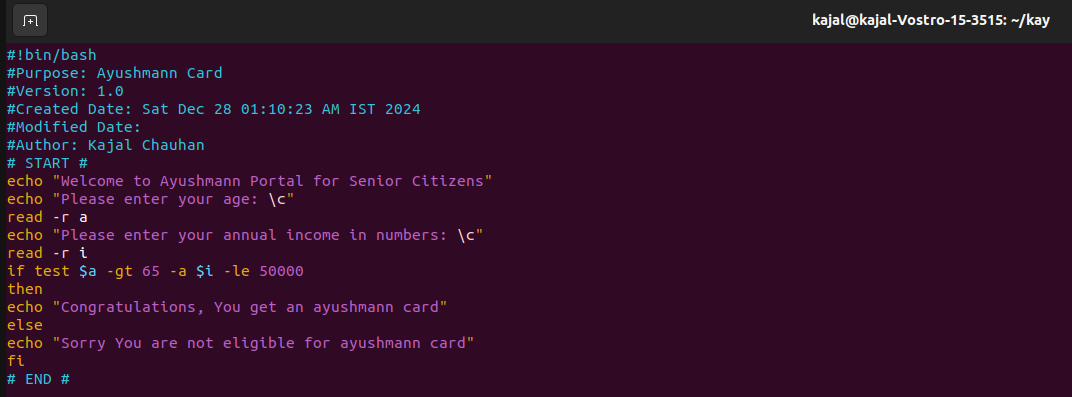 kajal@kajal-Vostro-15-3515: ~/kay
#!bin/bash
#Purpose: Ayushmann Card
#Version: 1.0
#Created Date: Sat Dec 28 01:10:23 AM IST 2024
#Modified Date:
#Author: Kajal Chauhan
# START #
echo "Welcome to Ayushmann Portal for Senior Citizens"
echo "Please enter your age: \c"
read -r a
echo "Please enter your annual income in numbers: \c"
read -r i
if test $a -gt 65 -a $i -le 50000
then
echo "Congratulations, You get an ayushmann card"
else
echo "Sorry You are not eligible for ayushmann card"
fi
# END #